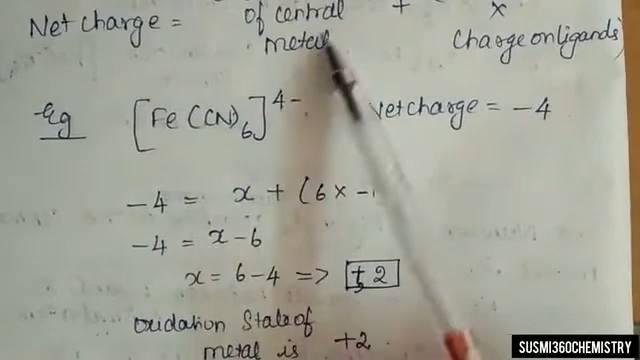 of central +
Net charge = metal x
Charge on ligands)
Eg [Fe(CN)6]4- Net charge = -4
-4 = x + (6 x -
-4 = x - 6
x = 6 - 4 => +2
Oxidation State of
metal is +2.
SUSMI360CHEMISTRY